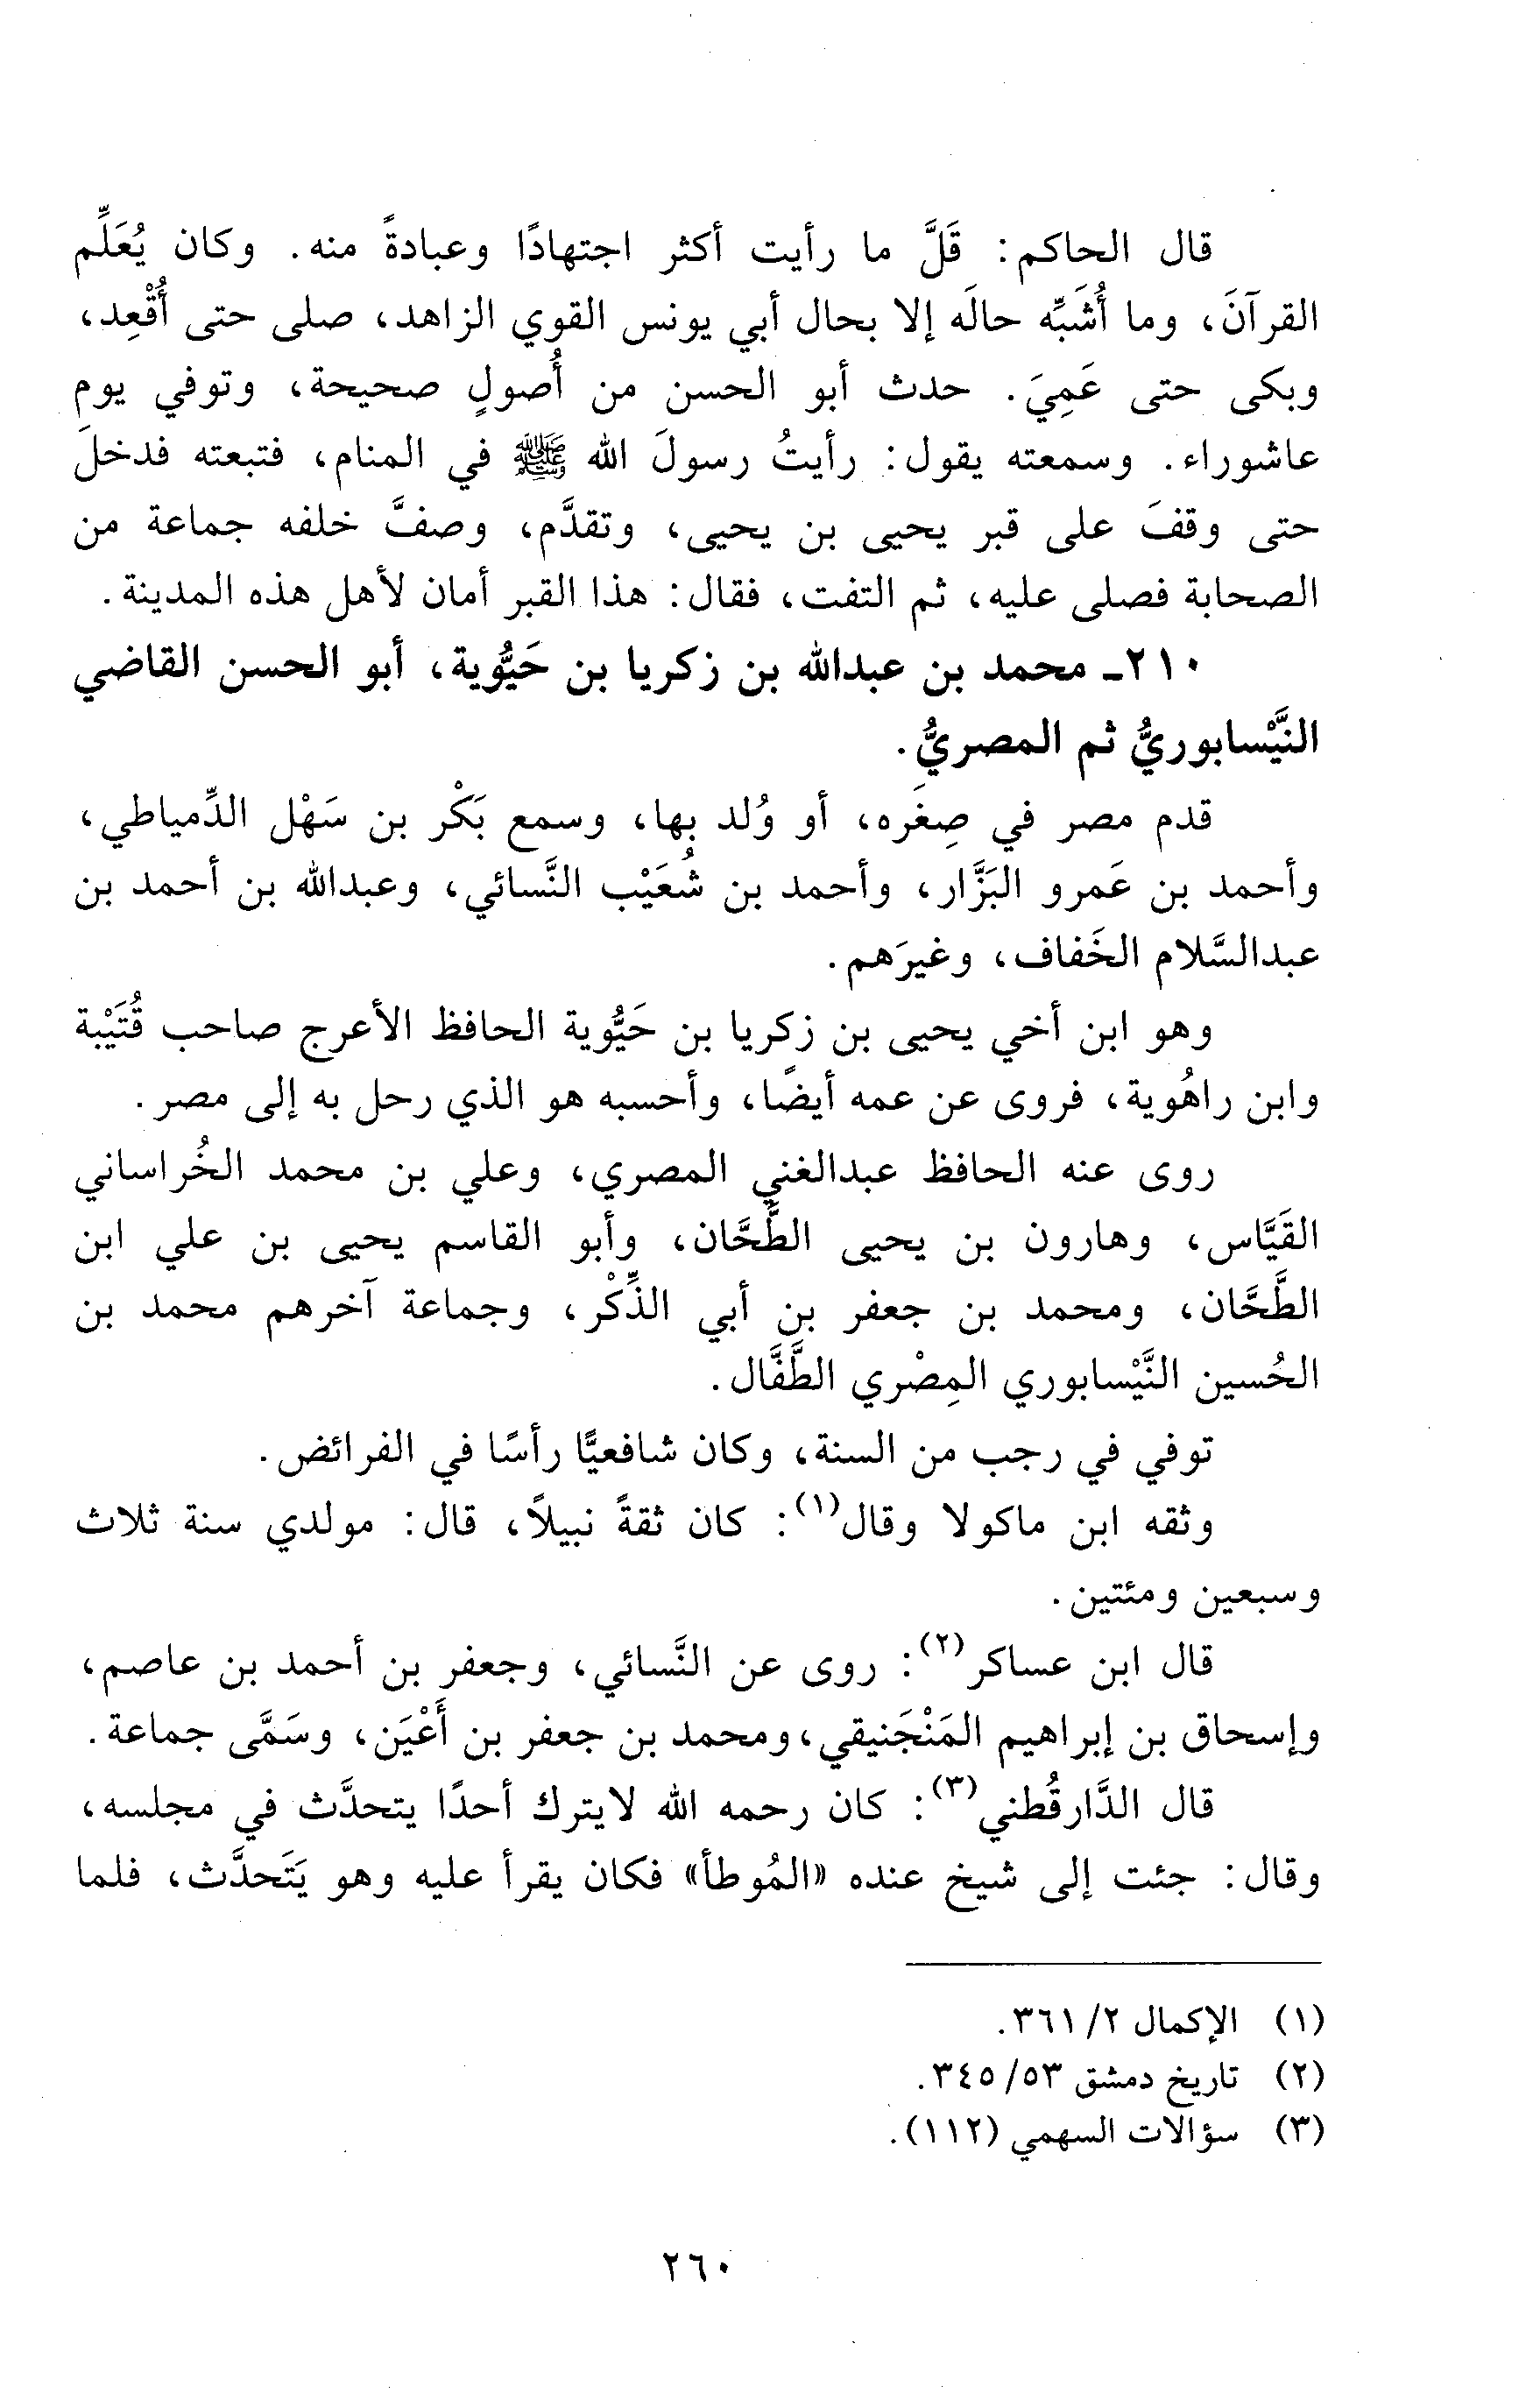 قال الحاكم: قَلَّ ما رأيت أكثر اجتهادًا وعبادةً منه. وكان يُعَلِّم
القرآنَ، وما أُشَبِّه حالَه إلا بحال أبي يونس القوي الزاهد، صلى حتى أُقْعِد،
وبكى حتى عَمِيَ. حدث أبو الحسن من أُصولٍ صحيحة، وتوفي يوم
عاشوراء. وسمعته يقول: رأيتُ رسولَ الله ﷺ في المنام، فتبعته فدخلَ
حتى وقفَ على قبر يحيى بن يحيى، وتقدَّم، وصفَّ خلفه جماعة من
الصحابة فصلى عليه، ثم التفت، فقال: هذا القبر أمان لأهل هذه المدينة.
٢١٠ـ محمد بن عبدالله بن زكريا بن حَيُّوية، أبو الحسن القاضي
النَّيْسابوريُّ ثم المصريُّ.
قدم مصر في صِغَره، أو وُلد بها، وسمع بَكْر بن سَهْل الدِّمياطي،
وأحمد بن عَمرو البَزَّار، وأحمد بن شُعَيْب النَّسائي، وعبدالله بن أحمد بن
عبدالسَّلام الخَفاف، وغيرَهم.
وهو ابن أخي يحيى بن زكريا بن حَيُّوية الحافظ الأعرج صاحب قُتَيْبة
وابن راهُوية، فروى عن عمه أيضًا، وأحسبه هو الذي رحل به إلى مصر.
روى عنه الحافظ عبدالغني المصري، وعلي بن محمد الخُراساني
القَيَّاس، وهارون بن يحيى الطَّحَّان، وأبو القاسم يحيى بن علي ابن
الطَّحَّان، ومحمد بن جعفر بن أبي الذِّكْر، وجماعة آخرهم محمد بن
الحُسين النَّيْسابوري المِصْري الطَّفَّال.
توفي في رجب من السنة، وكان شافعيًّا رأسًا في الفرائض.
وثقه ابن ماكولا وقال(١): كان ثقةً نبيلاً، قال: مولدي سنة ثلاث
وسبعين ومئتين.
قال ابن عساكر(٢): روى عن النَّسائي، وجعفر بن أحمد بن عاصم،
وإسحاق بن إبراهيم المَنْجَنيقي، ومحمد بن جعفر بن أَعْيَن، وسَمَّى جماعة.
قال الدَّارقُطني(٣): كان رحمه الله لايترك أحدًا يتحدَّث في مجلسه،
وقال: جئت إلى شيخ عنده «المُوطأ» فكان يقرأ عليه وهو يَتَحدَّث، فلما
(١) الإكمال ٢/ ٣٦١.
(٢) تاريخ دمشق ٥٣/ ٣٤٥.
(٣) سؤالات السهمي (١١٢).
٢٦٠